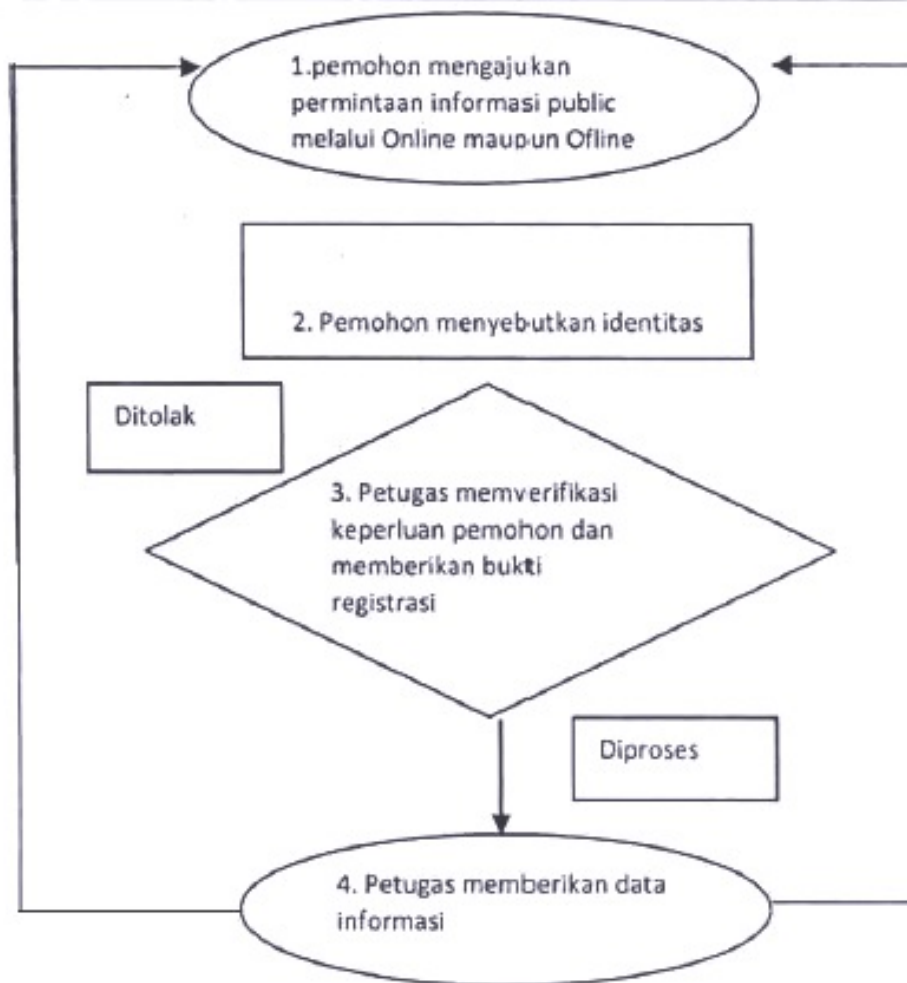 1.pemohon mengajukan
permintaan informasi public
melalui Online maupun Ofline
2. Pemohon menyebutkan identitas
Ditolak
3. Petugas memverifikasi
keperluan pemohon dan
memberikan bukti
registrasi
Diproses
4. Petugas memberikan data
informasi